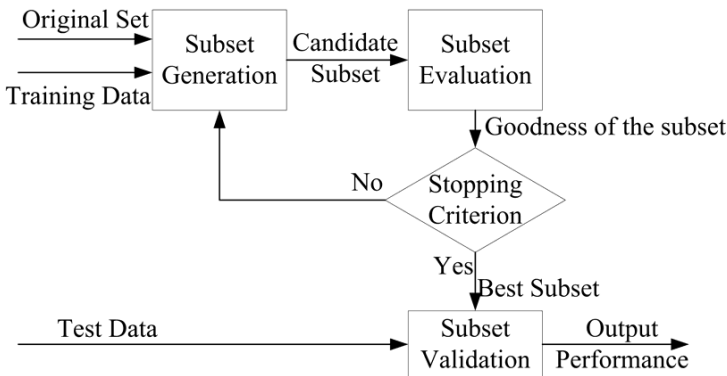 Original Set
Training Data
Subset
Generation
Candidate
Subset
Subset
Evaluation
Goodness of the subset
No
Stopping
Criterion
Yes
Best Subset
Test Data
Subset
Validation
Output
Performance